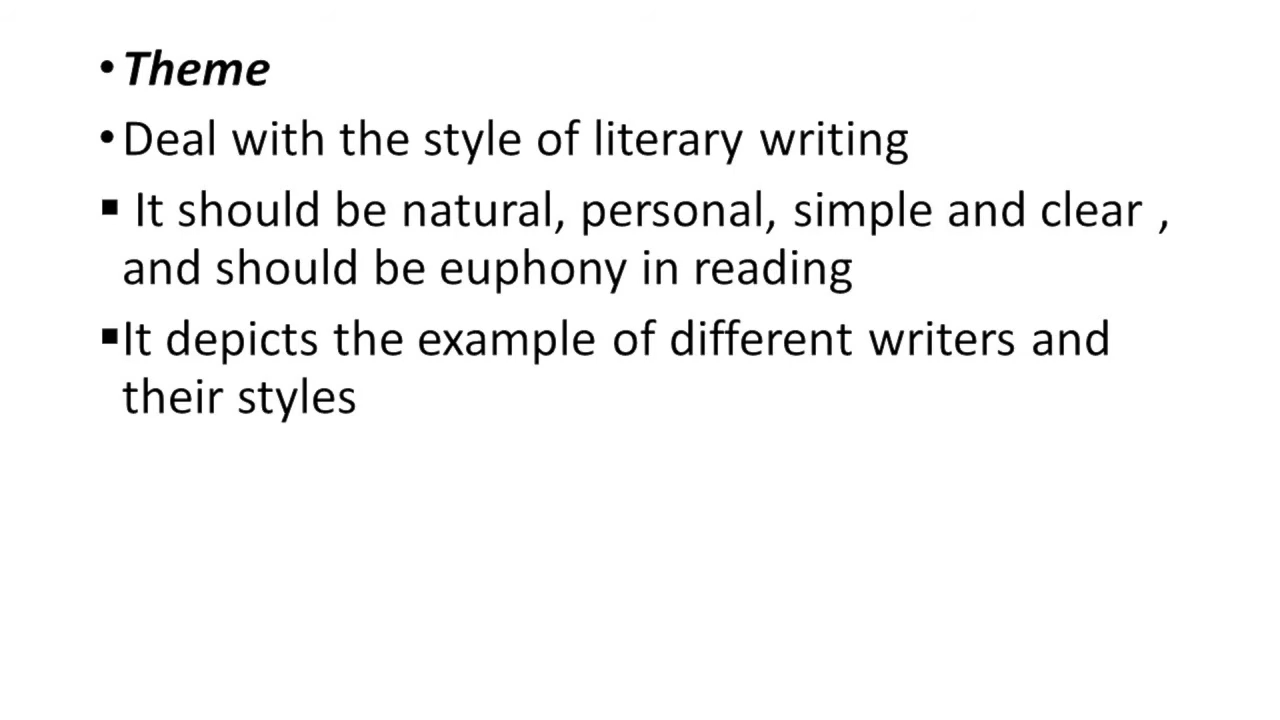 • Theme
• Deal with the style of literary writing
▪ It should be natural, personal, simple and clear ,
and should be euphony in reading
▪It depicts the example of different writers and
their styles